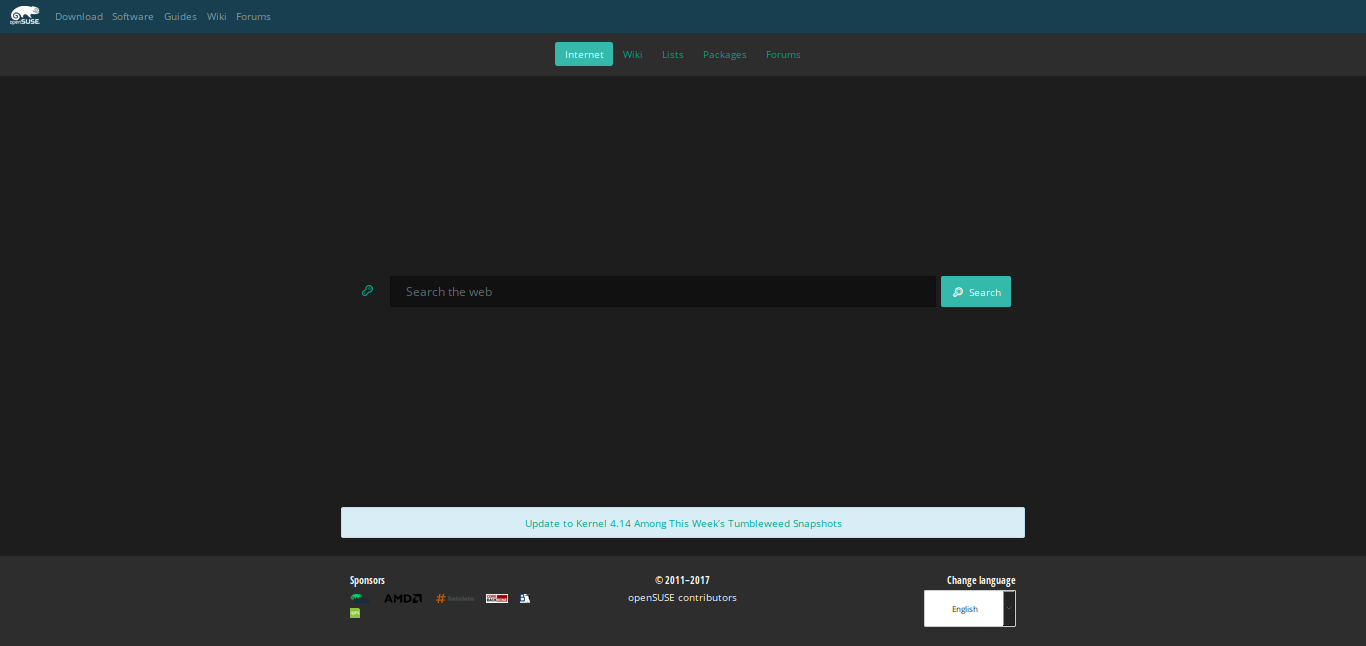 openSUSE Download Software Guides Wiki Forums
Internet Wiki Lists Packages Forums
Search the web Search
Update to Kernel 4.14 Among This Week's Tumbleweed Snapshots
Sponsors © 2011–2017 Change language
AMD openSUSE contributors English